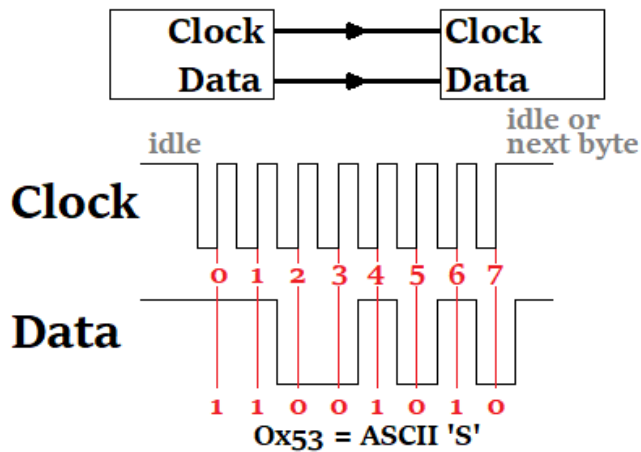 Clock Clock
Data Data
idle
idle or
next byte
Clock
0 1 2 3 4 5 6 7
Data
1 1 0 0 1 0 1 0
0x53 = ASCII 'S'